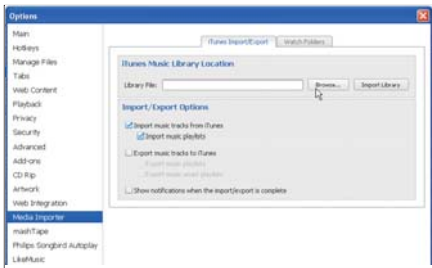 Options
Main
Hotkeys
Manage Files
Tabs
Web Content
Playback
Privacy
Security
Advanced
Add-ons
CD Rip
Artwork
Web Integration
Media Importer
mashTape
Philips Songbird Autoplay
LikeMusic
iTunes Import/Export
Watch Folders
iTunes Music Library Location
Library File:
Browse...
Import Library
Import/Export Options
Import music tracks from iTunes
Import music playlists
Export music tracks to iTunes
Export music playlists
Export music smart playlists
Show notifications when the import/export is complete